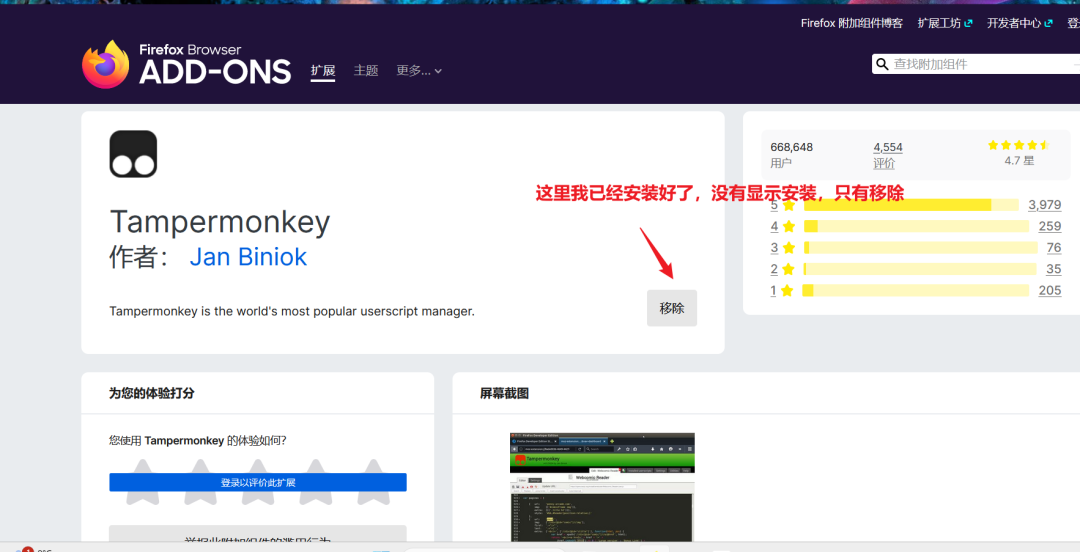 Firefox 附加组件博客 扩展工坊 开发者中心
Firefox Browser
ADD-ONS 扩展 主题 更多...
查找附加组件
668,648 4,554
用户 评价 4.7 星
这里我已经安装好了，没有显示安装，只有移除
Tampermonkey
作者： Jan Biniok
Tampermonkey is the world's most popular userscript manager.
移除
5 3,979
4 259
3 76
2 35
1 205
为您的体验打分
您使用 Tampermonkey 的体验如何？
登录以评价此扩展
屏幕截图